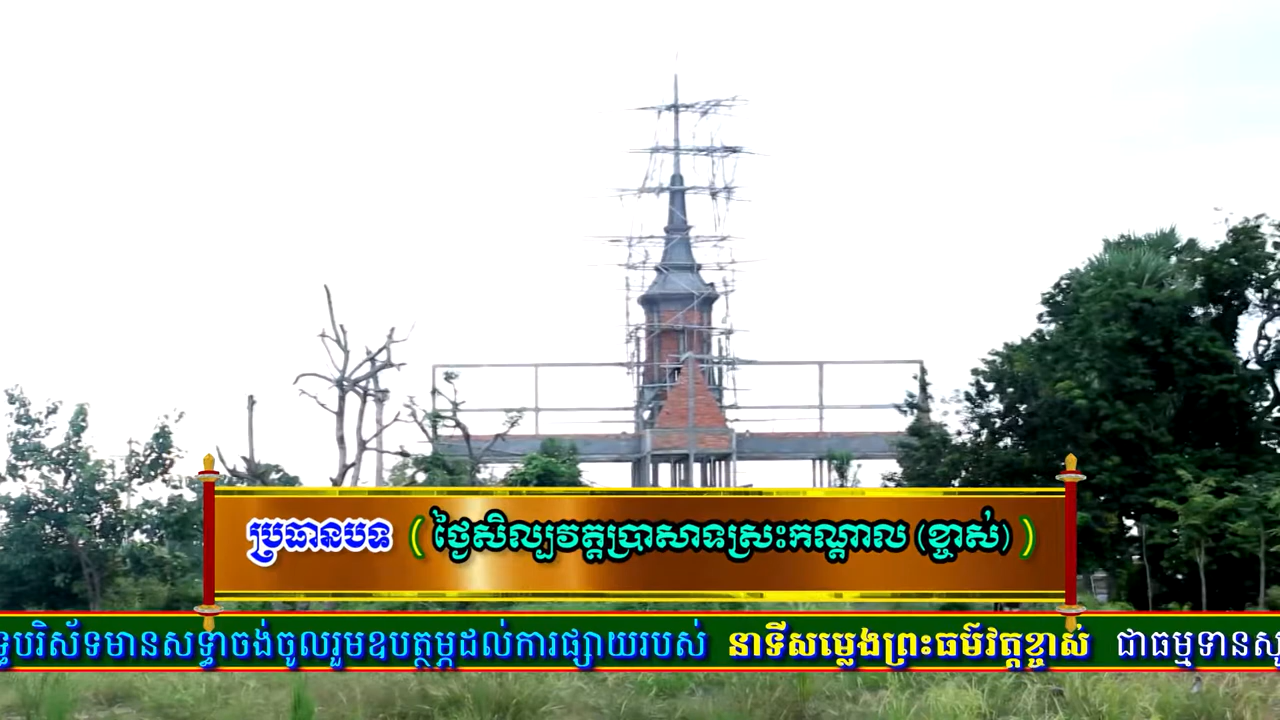 ប្រធានបទ ( ថ្ងៃសិល្បវត្តប្រាសាទស្រះកណ្ដាល (ខ្ចាស់) )
បរិស័ទមានសទ្ធាចង់ចូលរួមឧបត្ថម្ភដល់ការផ្សាយរបស់ នាទីសម្លេងព្រះធម៌វត្តខ្ចាស់ ជាធម្មទានសូ